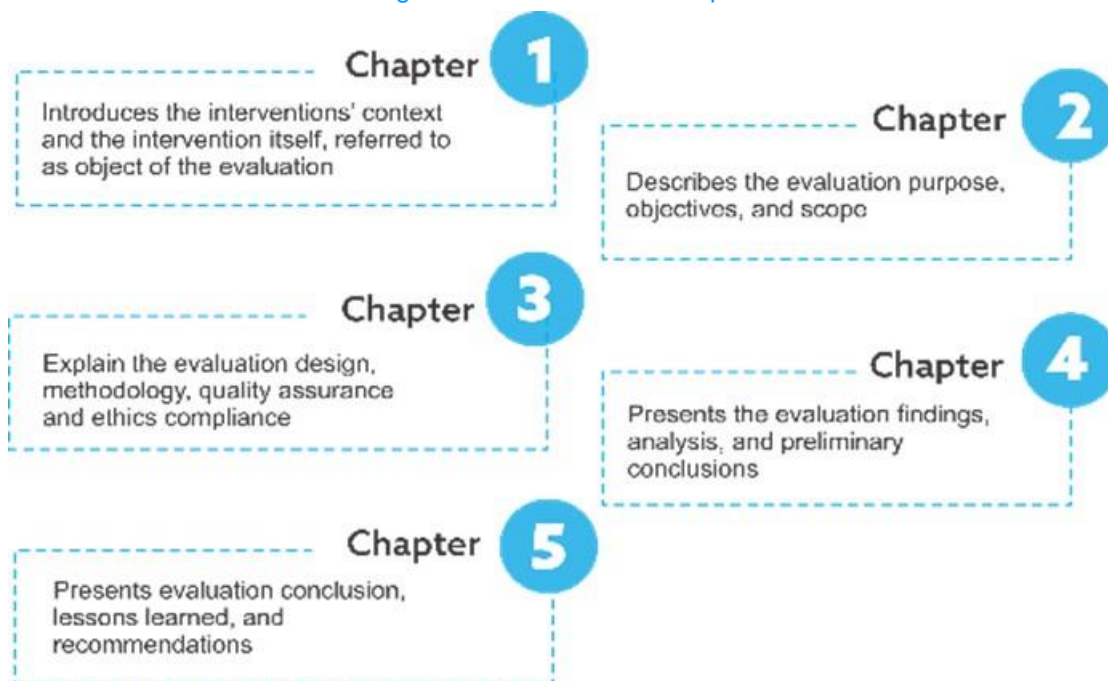 Chapter 1
Introduces the interventions' context
and the intervention itself, referred to
as object of the evaluation
Chapter 2
Describes the evaluation purpose,
objectives, and scope
Chapter 3
Explain the evaluation design,
methodology, quality assurance
and ethics compliance
Chapter 4
Presents the evaluation findings,
analysis, and preliminary
conclusions
Chapter 5
Presents evaluation conclusion,
lessons learned, and
recommendations